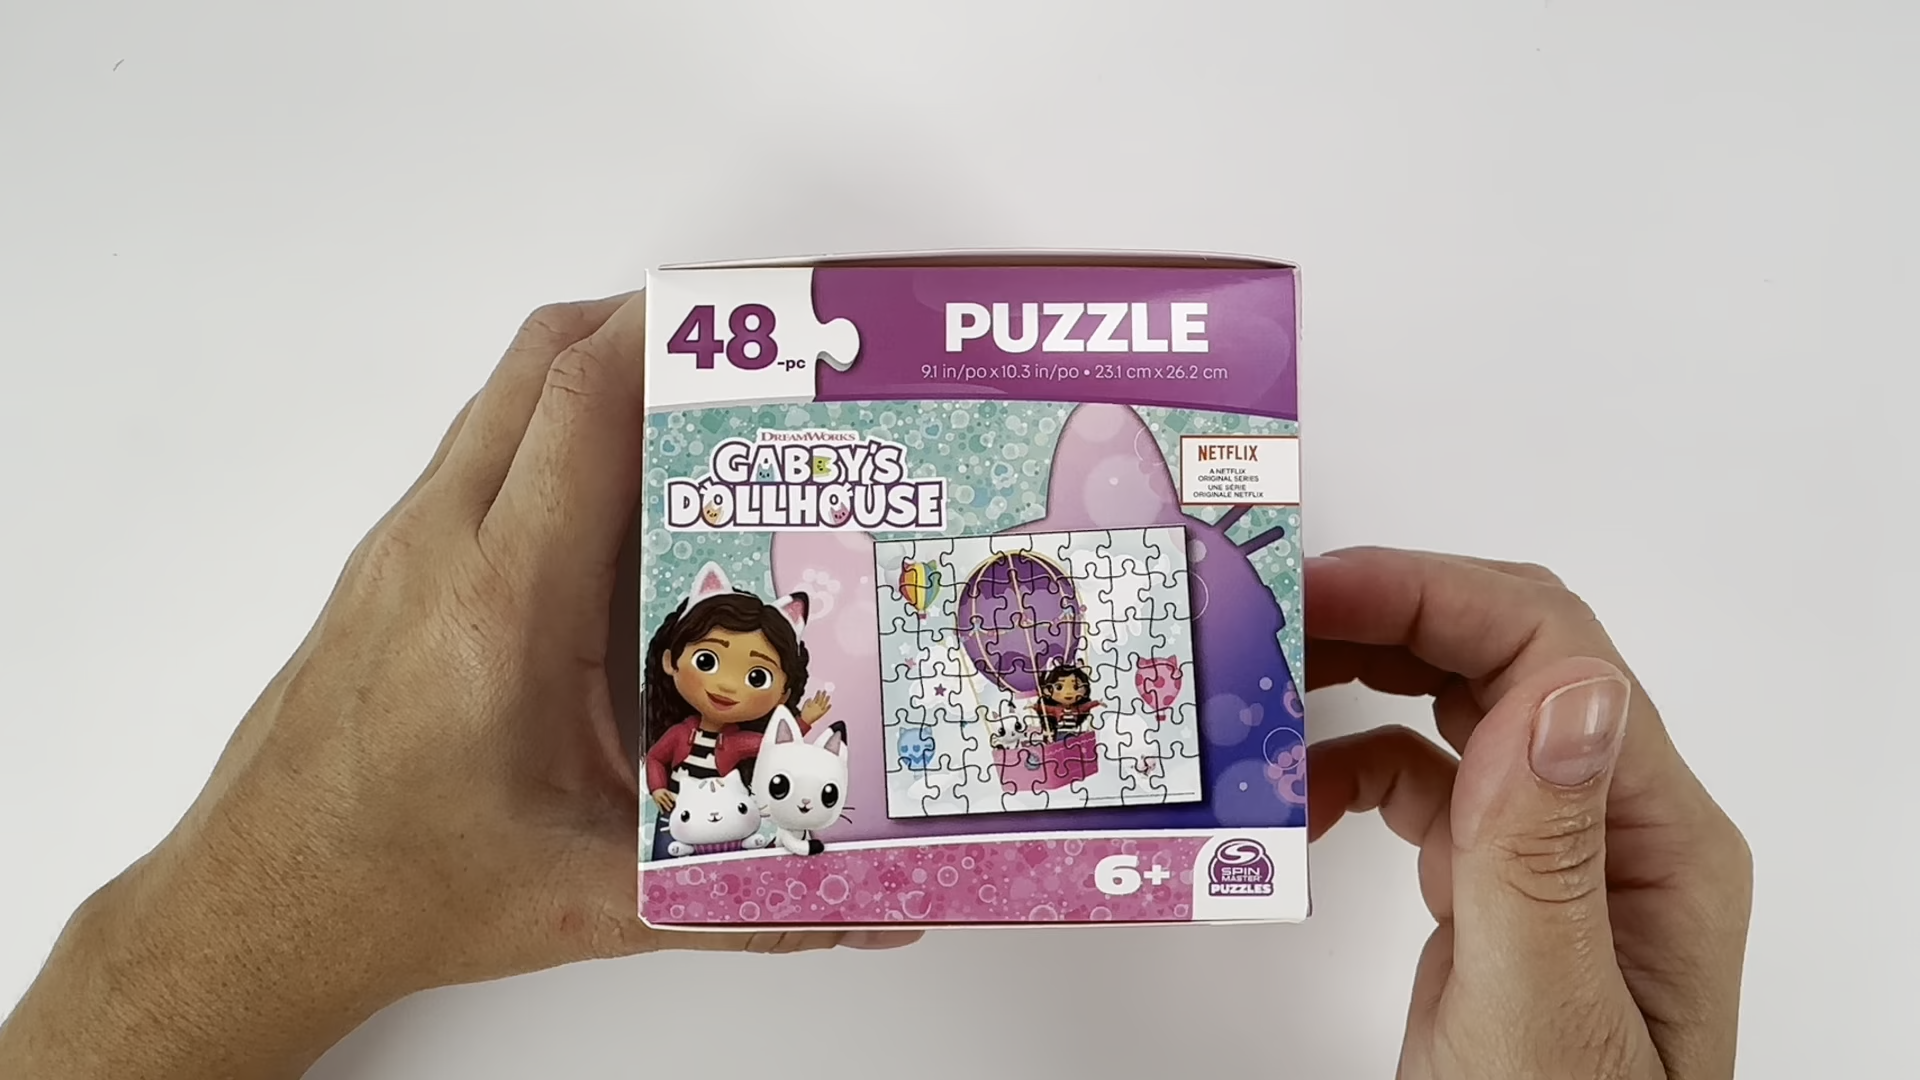 48-pc
PUZZLE
9.1 in/po x 10.3 in/po • 23.1 cm x 26.2 cm
DREAMWORKS
GABBY'S
DOLLHOUSE
NETFLIX
A NETFLIX
ORIGINAL SERIES
UNE SÉRIE
ORIGINALE NETFLIX
6+
SPIN
MASTER
PUZZLES